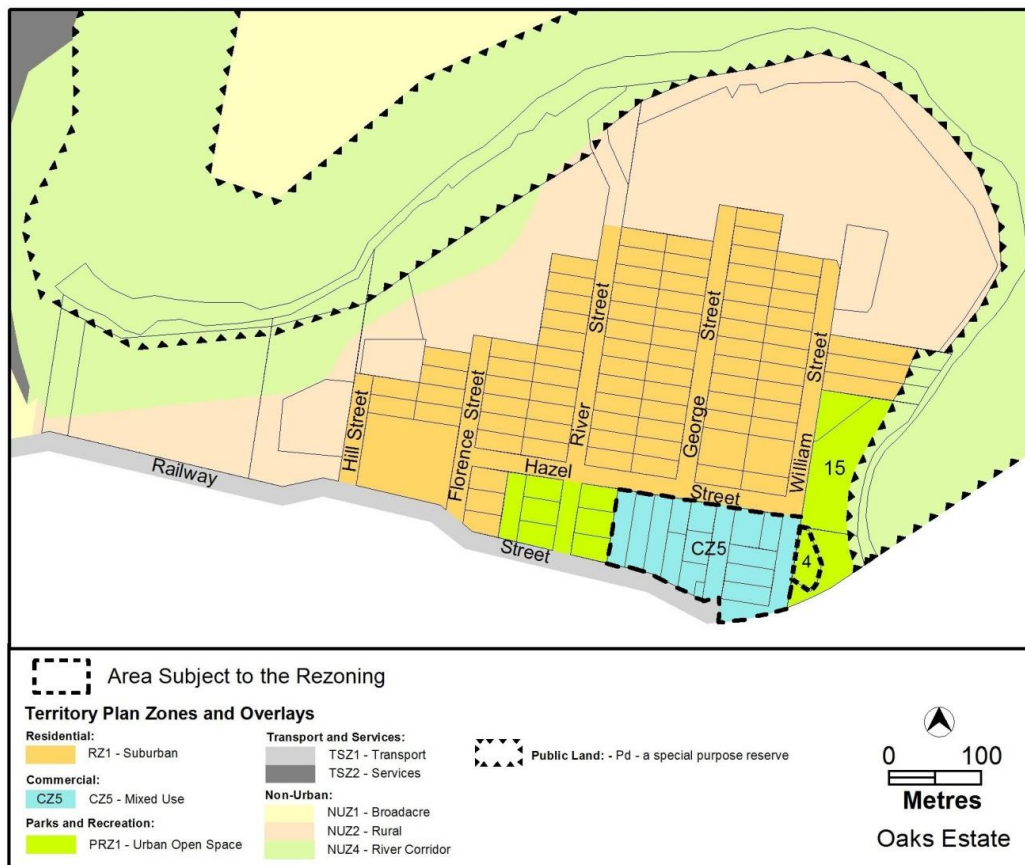 Street
Street
Street
15
River
George
William
Hill Street
Florence Street
Railway
Hazel
Street
CZ5
4
Street
Area Subject to the Rezoning
Territory Plan Zones and Overlays
Residential:
RZ1 - Suburban
Commercial:
CZ5
CZ5 - Mixed Use
Parks and Recreation:
PRZ1 - Urban Open Space
Transport and Services:
TSZ1 - Transport
TSZ2 - Services
Non-Urban:
NUZ1 - Broadacre
NUZ2 - Rural
NUZ4 - River Corridor
Public Land: - Pd - a special purpose reserve
0 100
Metres
Oaks Estate